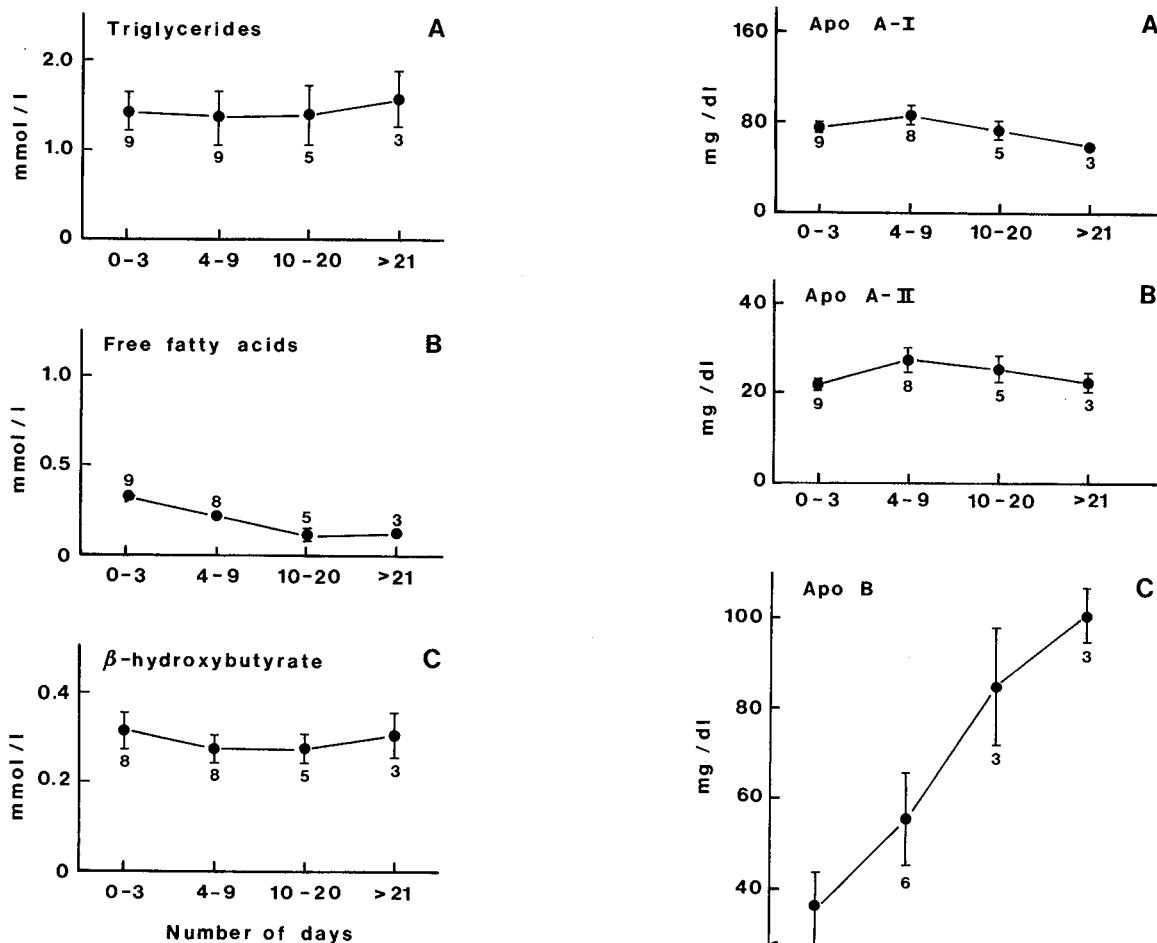 Triglycerides A
mmol/l
2.0
1.0
0
9 9 5 3
0-3 4-9 10-20 >21
Free fatty acids B
mmol/l
1.0
0.5
0
9 8 5 3
0-3 4-9 10-20 >21
β-hydroxybutyrate C
mmol/l
0.4
0.2
0
8 8 5 3
0-3 4-9 10-20 >21
Number of days
Apo A-I A
mg/dl
160
80
0
9 8 5 3
0-3 4-9 10-20 >21
Apo A-II B
mg/dl
40
20
0
9 8 5 3
0-3 4-9 10-20 >21
Apo B C
mg/dl
100
80
60
40
6 3 3